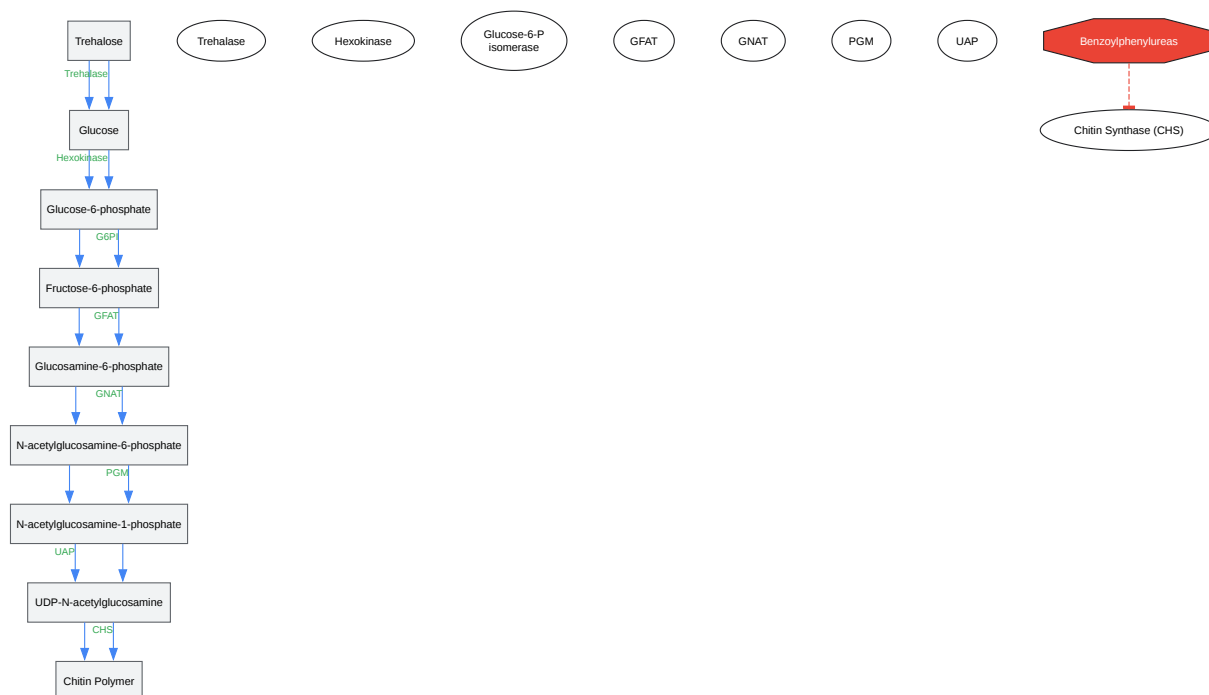 Trehalose
Trehalase
Hexokinase
Glucose-6-P
isomerase
GFAT
GNAT
PGM
UAP
Benzoylphenylureas
Trehalase
Glucose
Chitin Synthase (CHS)
Hexokinase
Glucose-6-phosphate
G6PI
Fructose-6-phosphate
GFAT
Glucosamine-6-phosphate
GNAT
N-acetylglucosamine-6-phosphate
PGM
N-acetylglucosamine-1-phosphate
UAP
UDP-N-acetylglucosamine
CHS
Chitin Polymer